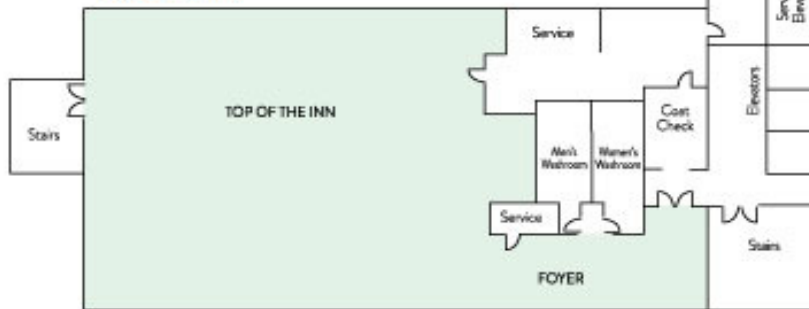 Service
TOP OF THE INN
Stairs
Men's
Washroom
Women's
Washroom
Coat
Check
Elevators
Service
Stairs
FOYER